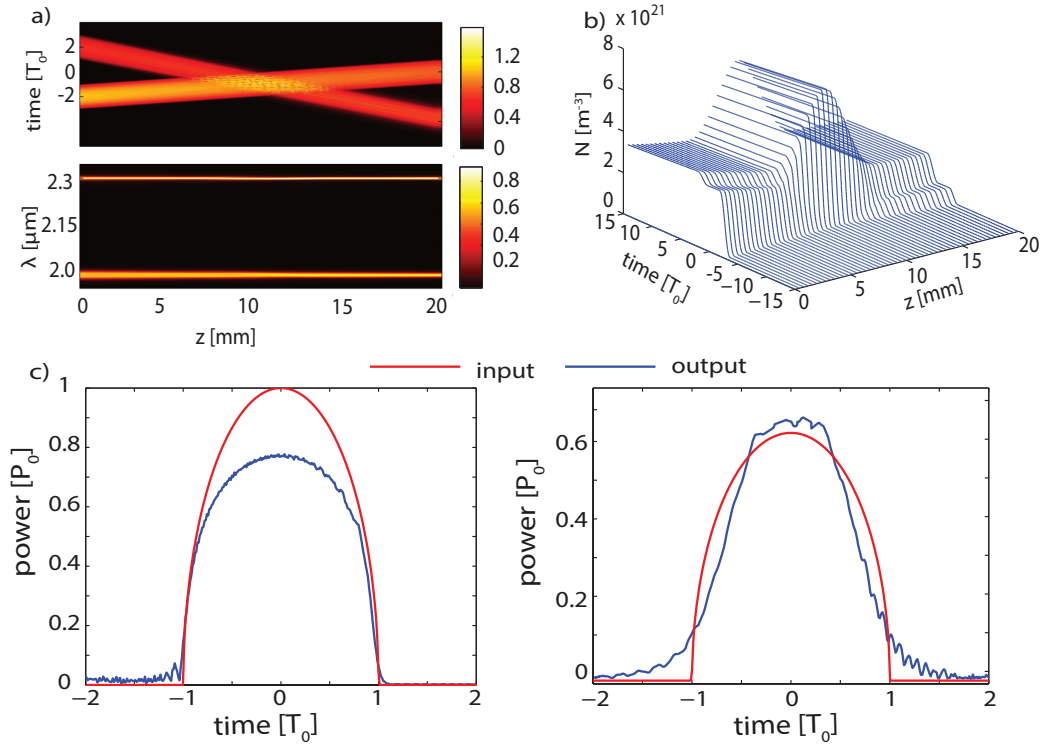 a)
time [T0]
2
0
−2
1.2
0.8
0.4
0
λ [μm]
2.3
2.15
2.0
0.8
0.6
0.4
0.2
0 5 10 15 20
z [mm]
b) x 10 21
N [m-3]
8
6
4
2
0
15 10 5 0 −5 −10 −15
time [T0]
0 5 10 15 20
z [mm]
c)
input output
power [P0]
1
0.8
0.6
0.4
0.2
0
−2 −1 0 1 2
time [T0]
power [P0]
0.6
0.4
0.2
0
−2 −1 0 1 2
time [T0]